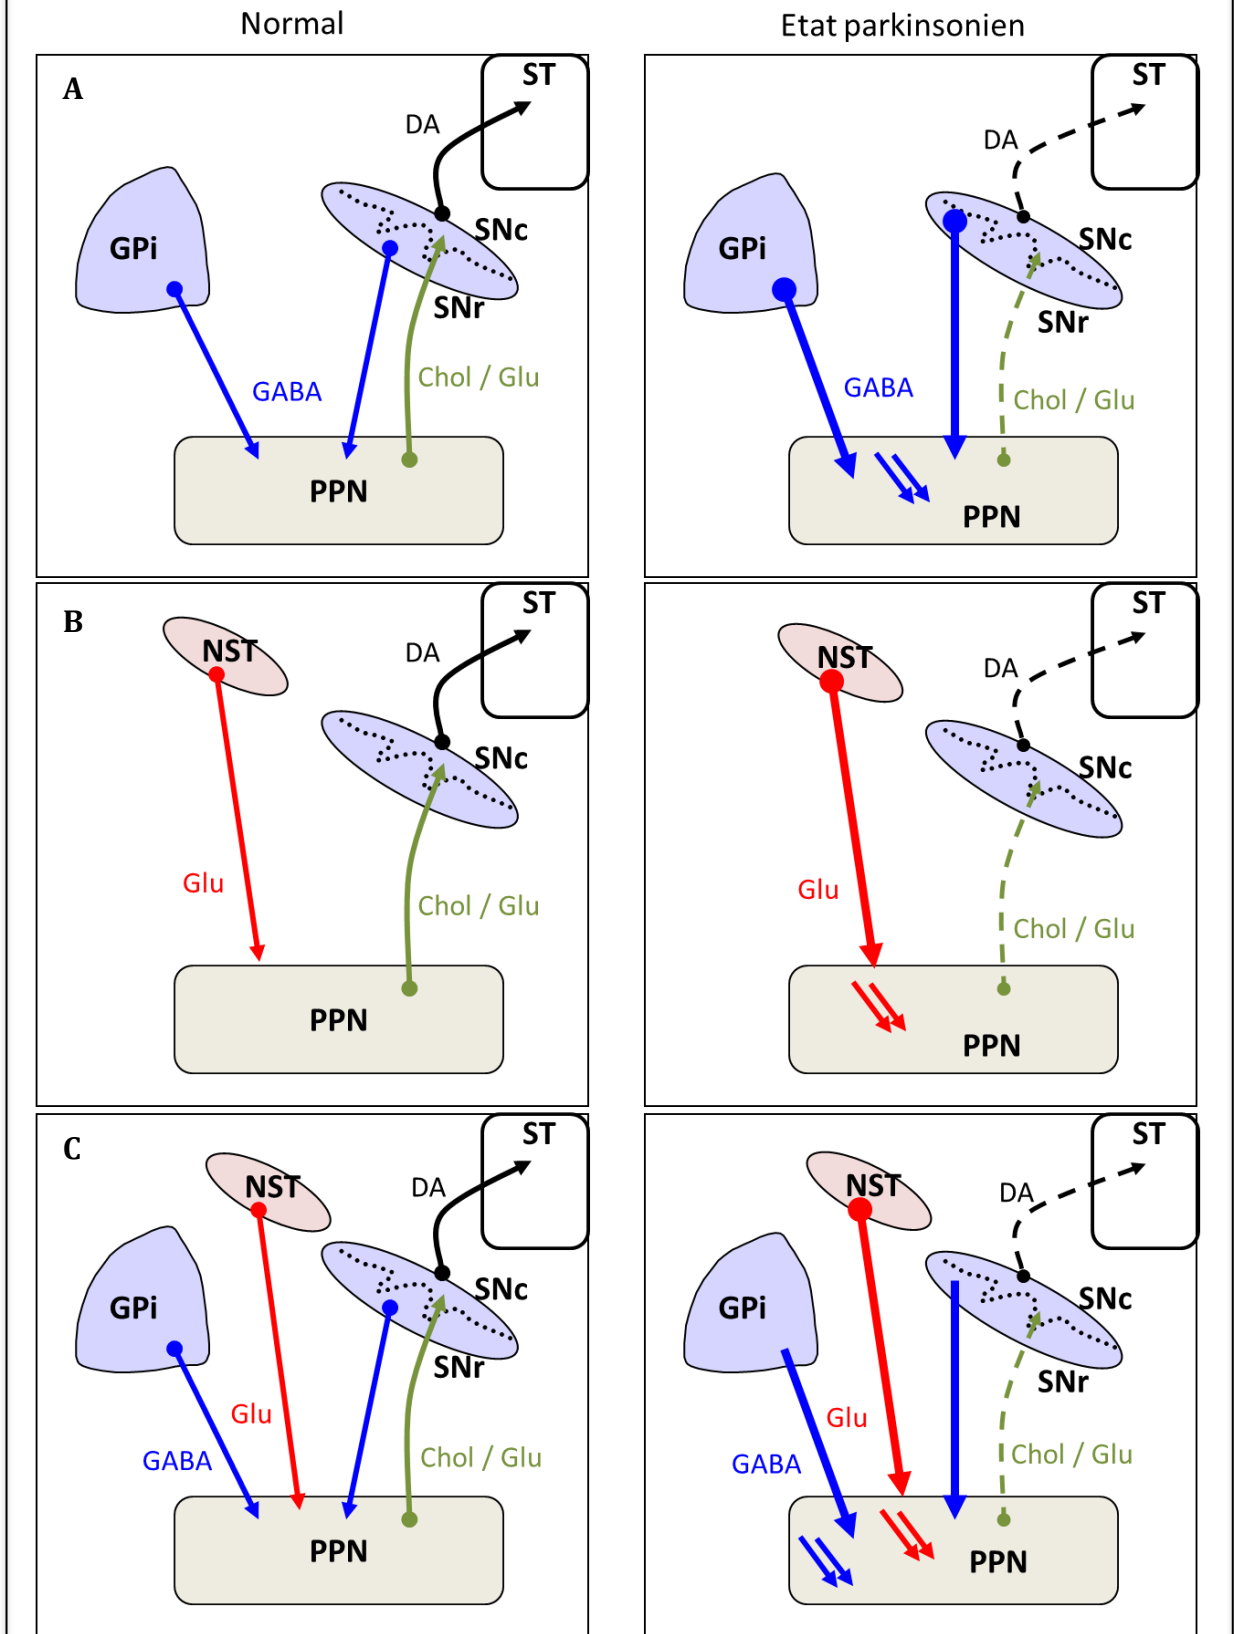 Normal
Etat parkinsonien
A
ST
DA
GPi
SNc
SNr
GABA
Chol / Glu
PPN
ST
DA
GPi
SNc
SNr
GABA
Chol / Glu
PPN
B
ST
NST
DA
SNc
Glu
Chol / Glu
PPN
ST
NST
DA
SNc
Glu
Chol / Glu
PPN
C
ST
NST
DA
GPi
SNc
SNr
Glu
GABA
Chol / Glu
PPN
ST
NST
DA
GPi
SNc
SNr
Glu
GABA
Chol / Glu
PPN